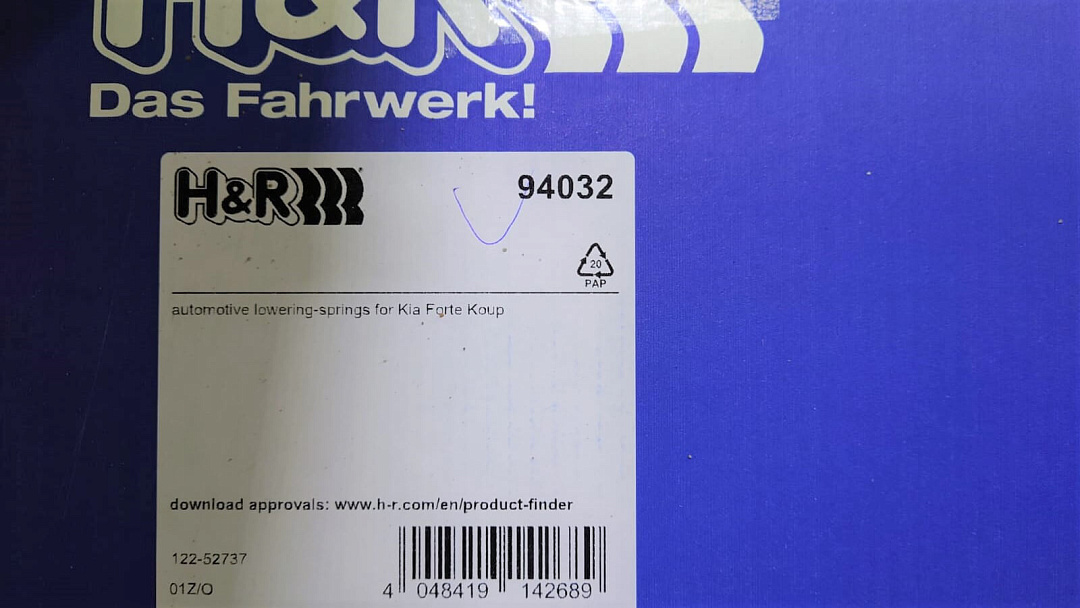 H&R
Das Fahrwerk!
H&R
94032
20
PAP
automotive lowering-springs for Kia Forte Koup
download approvals: www.h-r.com/en/product-finder
122-52737
01Z/O
4 048419 142689